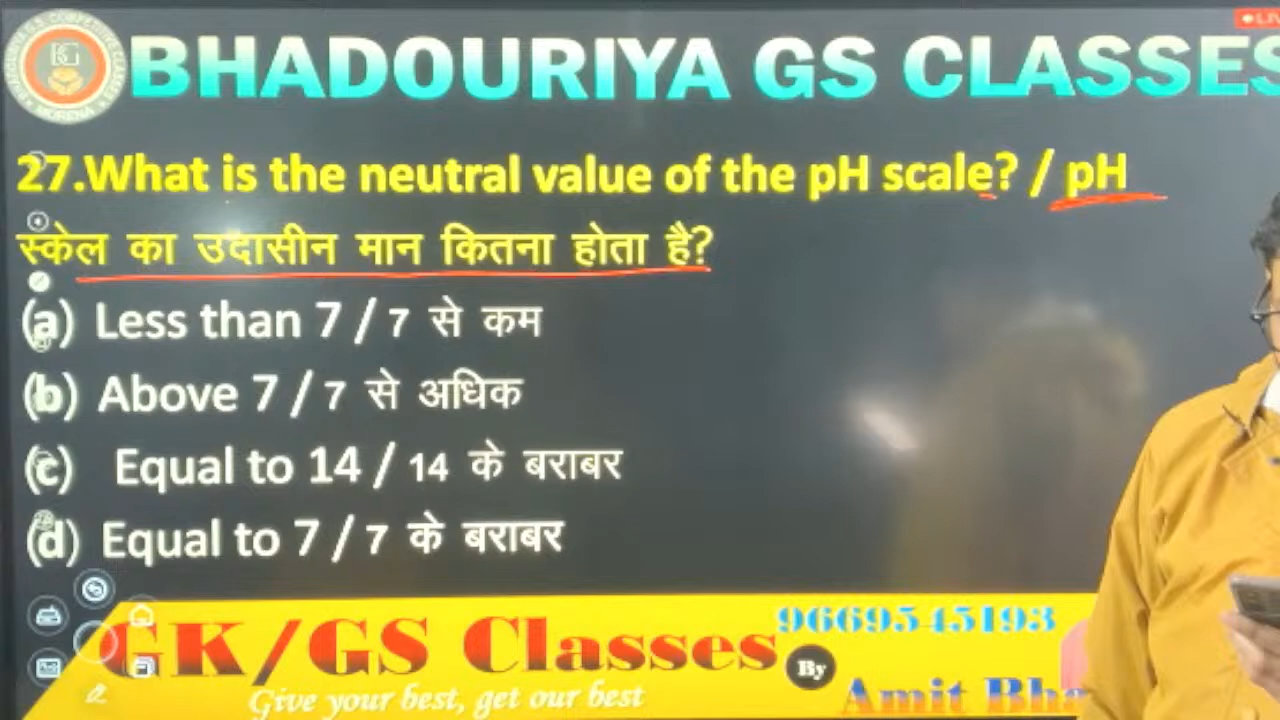 BHADOURIYA GS CLASSES
27.What is the neutral value of the pH scale? / pH
स्केल का उदासीन मान कितना होता है?
(a) Less than 7 / 7 से कम
(b) Above 7 / 7 से अधिक
(c) Equal to 14 / 14 के बराबर
(d) Equal to 7 / 7 के बराबर
GK/GS Classes
9669545193
By
Give your best, get our best
Amit Bha